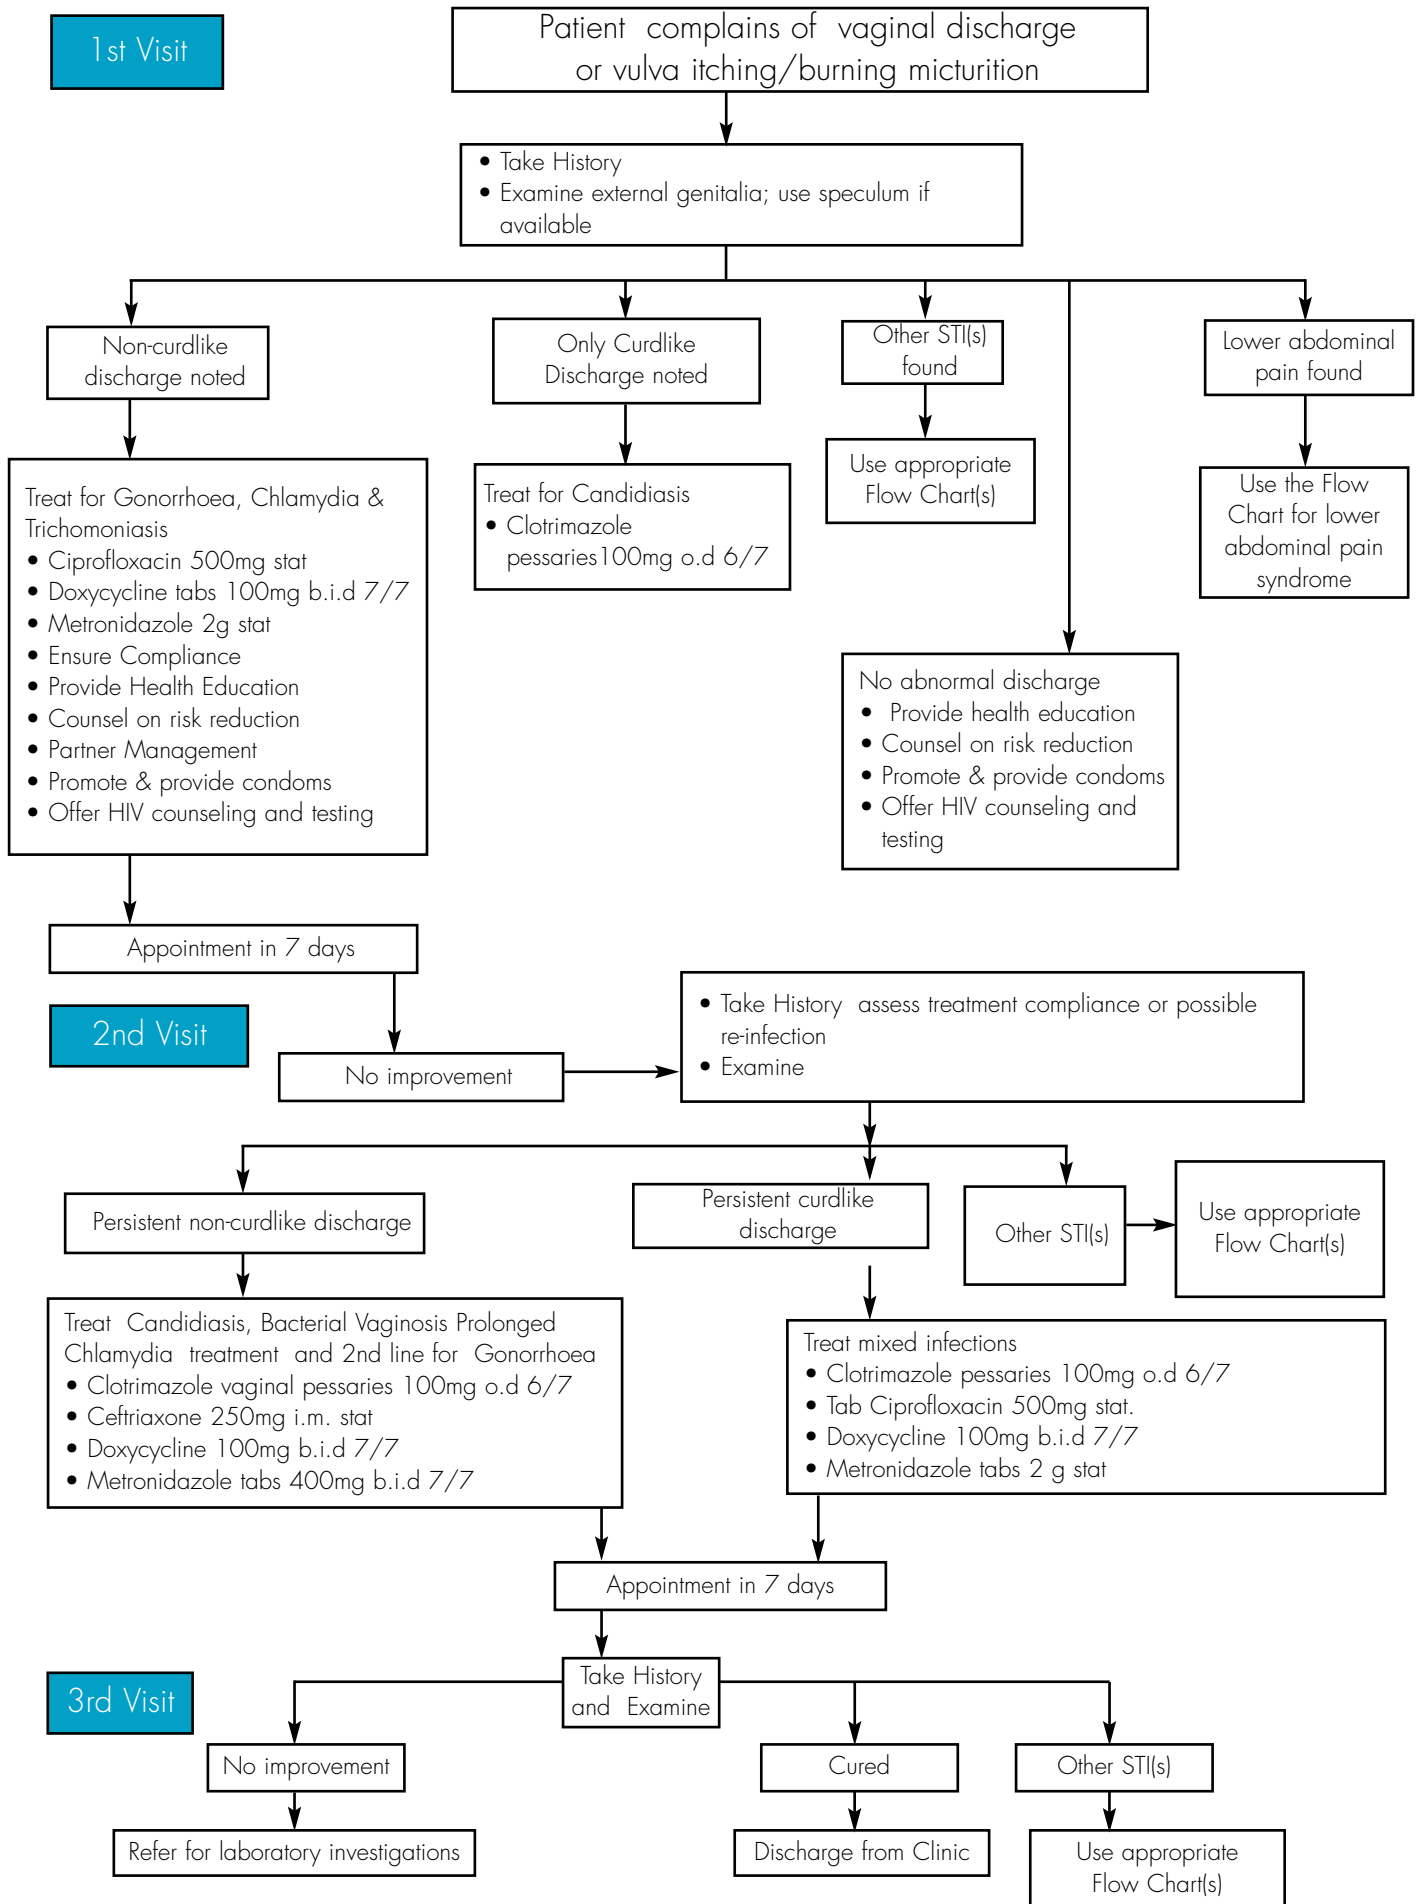 1st Visit
Patient complains of vaginal discharge
or vulva itching/burning micturition
• Take History
• Examine external genitalia; use speculum if
available
Non-curdlike
discharge noted
Only Curdlike
Discharge noted
Other STI(s)
found
Lower abdominal
pain found
Treat for Gonorrhoea, Chlamydia &
Trichomoniasis
• Ciprofloxacin 500mg stat
• Doxycycline tabs 100mg b.i.d 7/7
• Metronidazole 2g stat
• Ensure Compliance
• Provide Health Education
• Counsel on risk reduction
• Partner Management
• Promote & provide condoms
• Offer HIV counseling and testing
Treat for Candidiasis
• Clotrimazole
pessaries100mg o.d 6/7
Use appropriate
Flow Chart(s)
Use the Flow
Chart for lower
abdominal pain
syndrome
No abnormal discharge
• Provide health education
• Counsel on risk reduction
• Promote & provide condoms
• Offer HIV counseling and
testing
Appointment in 7 days
2nd Visit
No improvement
• Take History assess treatment compliance or possible
re-infection
• Examine
Persistent non-curdlike discharge
Persistent curdlike
discharge
Other STI(s)
Use appropriate
Flow Chart(s)
Treat Candidiasis, Bacterial Vaginosis Prolonged
Chlamydia treatment and 2nd line for Gonorrhoea
• Clotrimazole vaginal pessaries 100mg o.d 6/7
• Ceftriaxone 250mg i.m. stat
• Doxycycline 100mg b.i.d 7/7
• Metronidazole tabs 400mg b.i.d 7/7
Treat mixed infections
• Clotrimazole pessaries 100mg o.d 6/7
• Tab Ciprofloxacin 500mg stat.
• Doxycycline 100mg b.i.d 7/7
• Metronidazole tabs 2 g stat
Appointment in 7 days
3rd Visit
Take History
and Examine
No improvement
Cured
Other STI(s)
Refer for laboratory investigations
Discharge from Clinic
Use appropriate
Flow Chart(s)